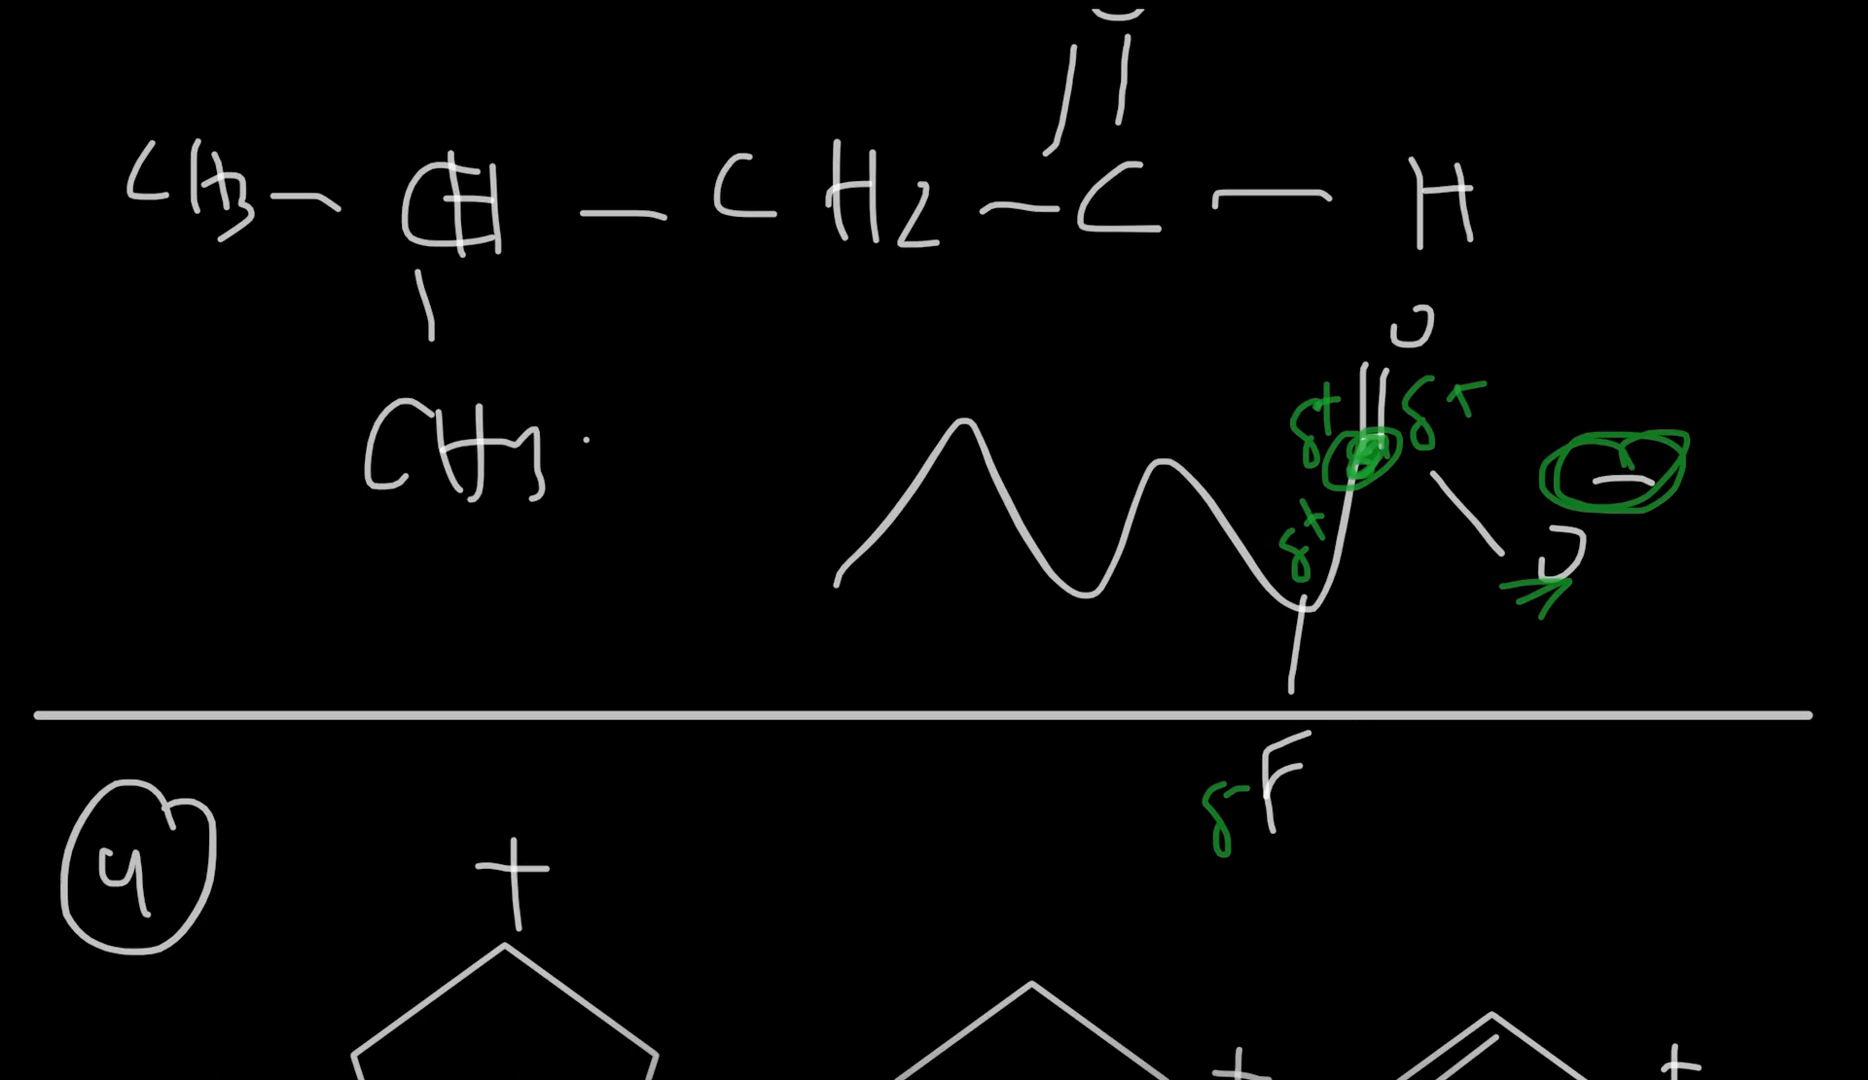 O
CH3 — CH — CH2 — C — H
CH3 .
O
δ+ δ-
δ+
O -
F
δ-
4
+
+ +